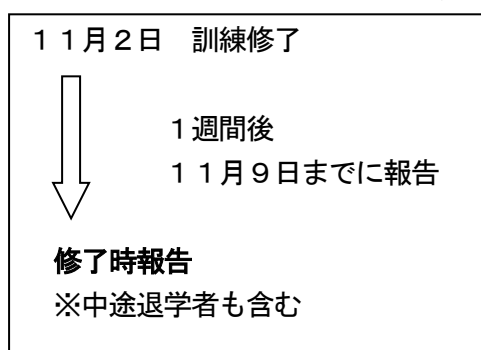 １１月２日　訓練修了
１週間後
１１月９日までに報告
修了時報告
※中途退学者も含む